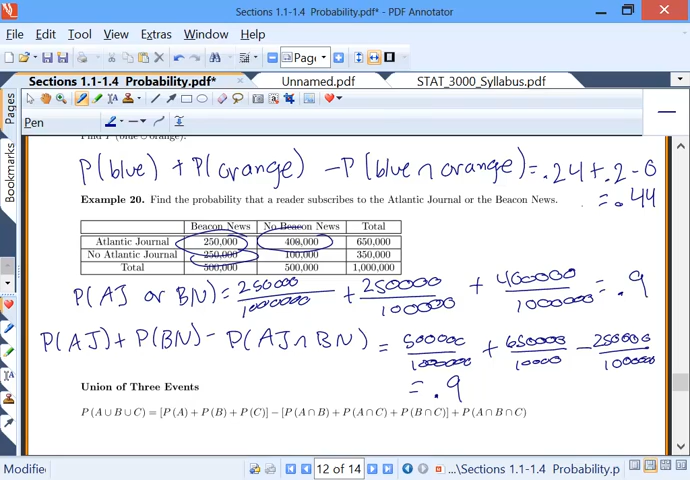 Sections 1.1-1.4 Probability.pdf* - PDF Annotator
File Edit Tool View Extras Window Help
Page
Sections 1.1-1.4 Probability.pdf* Unnamed.pdf STAT_3000_Syllabus.pdf
Pen
Pages
Bookmarks
Find P (blue ∪ orange).
P(blue) + P(orange) - P(blue ∩ orange) = .24 + .2 - 0
= .44
Example 20. Find the probability that a reader subscribes to the Atlantic Journal or the Beacon News.
Beacon News No Beacon News Total
Atlantic Journal 250,000 400,000 650,000
No Atlantic Journal 250,000 100,000 350,000
Total 500,000 500,000 1,000,000
P(AJ or BN) = 250000/1000000 + 250000/100000 + 400000/1000000 = .9
P(AJ) + P(BN) - P(AJ ∩ BN) = 500000/1000000 + 650000/10000 - 250000/100000
= .9
Union of Three Events
P (A ∪ B ∪ C) = [P (A) + P (B) + P (C)] − [P (A ∩ B) + P (A ∩ C) + P (B ∩ C)] + P (A ∩ B ∩ C)
Modifie 12 of 14 ...\Sections 1.1-1.4 Probability.p